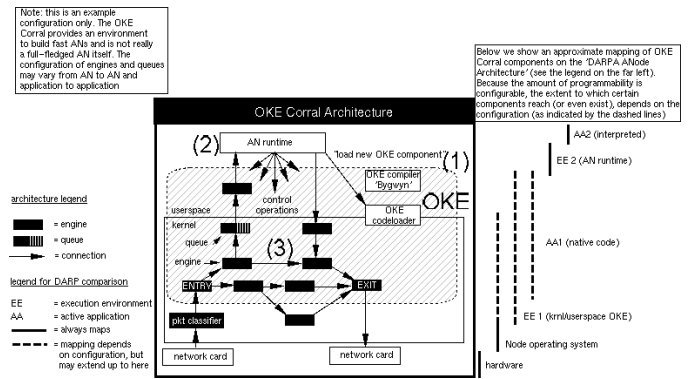 Note: this is an example
configuration only. The OKE
Corral provides an environment
to build fast ANs and is not really
a full-fledged AN itself. The
configuration of engines and queues
may vary from AN to AN and
application to application
Below we show an approximate mapping of OKE
Corral components on the 'DARPA ANode
Architecture' (see the legend on the far left).
Because the amount of programmability is
configurable, the extent to which certain
components reach (or even exist), depends on the
configuration (as indicated by the dashed lines)
OKE Corral Architecture
(2)
AN runtime
"load new OKE component"
(1)
OKE compiler
'Bygwyn'
OKE
control
operations
userspace
OKE
codeloader
kernel
queue
(3)
engine
ENTRY
EXIT
pkt classifier
network card
network card
architecture legend
= engine
= queue
= connection
legend for DARP comparison
EE = execution environment
AA = active application
= always maps
= mapping depends
on configuration, but
may extend up to here
AA2 (interpreted)
EE 2 (AN runtime)
AA1 (native code)
EE 1 (krnl/userspace OKE)
Node operating system
hardware